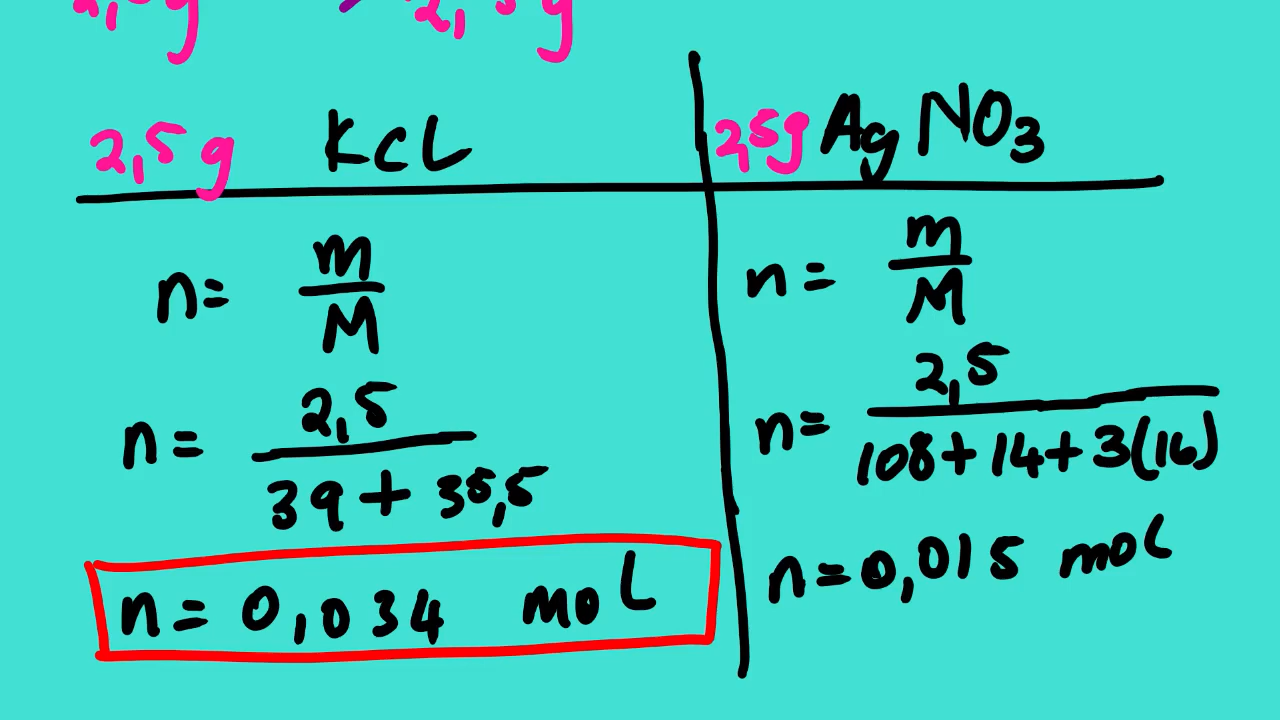 2,5g KCL
n= m/M
n= 2,5/39+35,5
n= 0,034 mol
2,5g AgNO3
n= m/M
n= 2,5/108+14+3(16)
n=0,015 mol